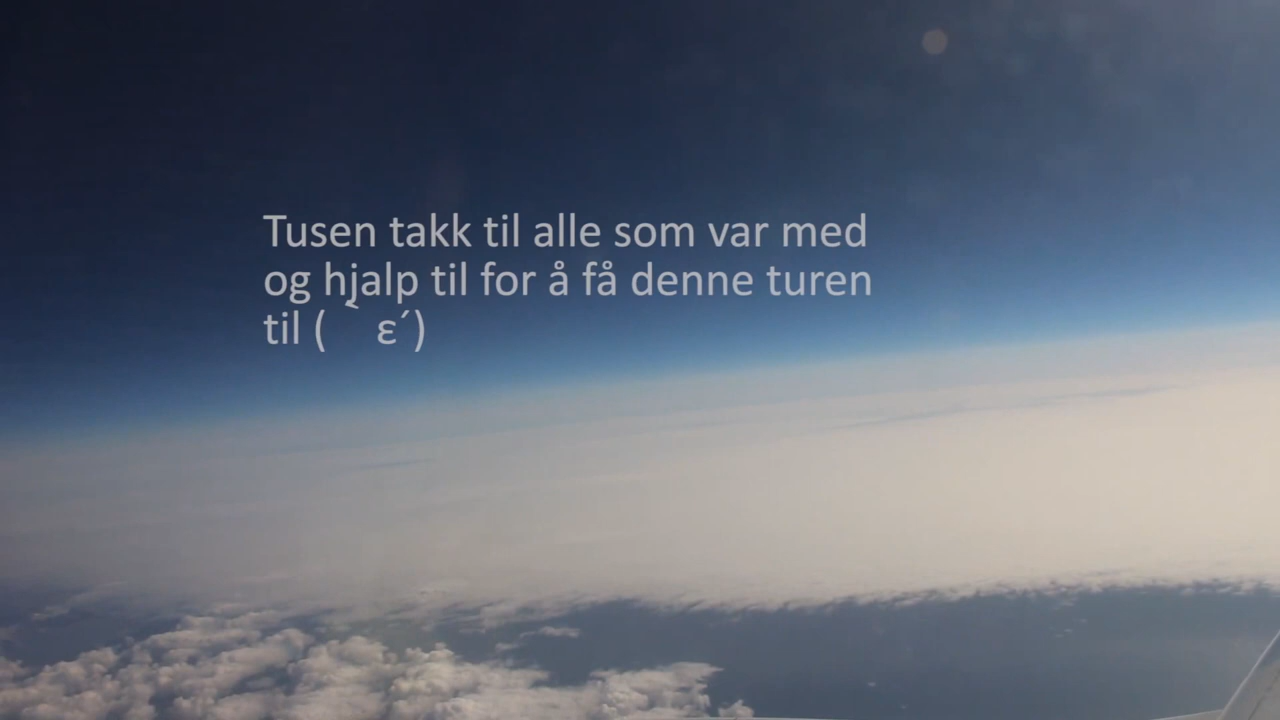 Tusen takk til alle som var med
og hjalp til for å få denne turen
til ( ̀ ε´)